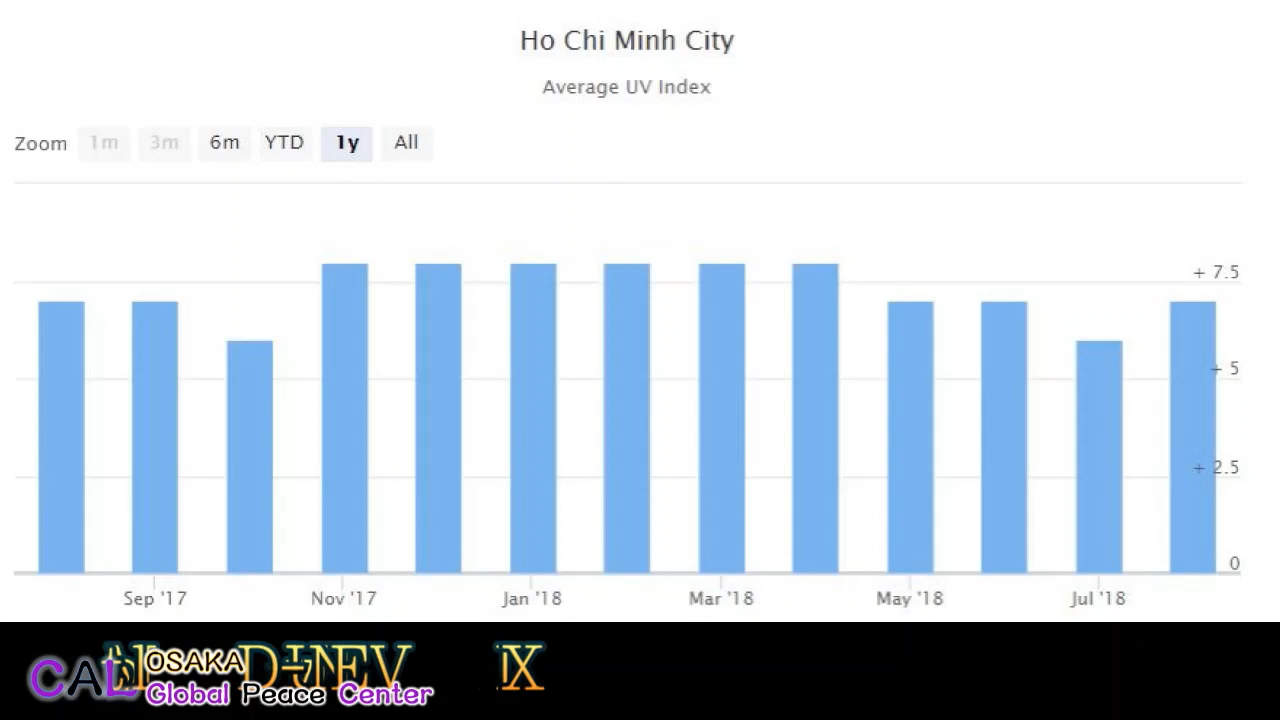 Ho Chi Minh City
Average UV Index
Zoom 1m 3m 6m YTD 1y All
+ 7.5
+ 5
+ 2.5
0
Sep '17 Nov '17 Jan '18 Mar '18 May '18 Jul '18
OSAKA
Global Peace Center